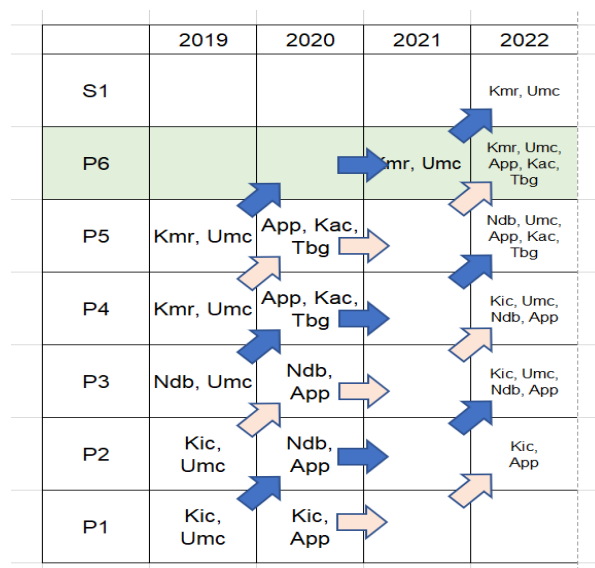 2019 2020 2021 2022
S1
Kmr, Umc
P6
Kmr, Umc
Kmr, Umc,
App, Kac,
Tbg
P5
Kmr, Umc
App, Kac,
Tbg
Ndb, Umc,
App, Kac,
Tbg
P4
Kmr, Umc
App, Kac,
Tbg
Kic, Umc,
Ndb, App
P3
Ndb, Umc
Ndb,
App
Kic, Umc,
Ndb, App
P2
Kic,
Umc
Ndb,
App
Kic,
App
P1
Kic,
Umc
Kic,
App